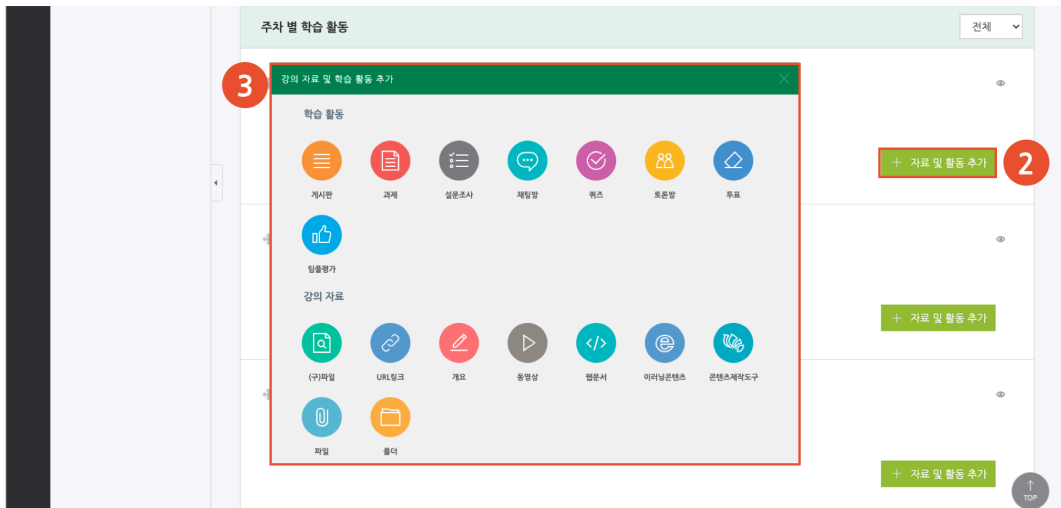 주차 별 학습 활동
전체
3
강의 자료 및 학습 활동 추가
학습 활동
+ 자료 및 활동 추가
2
게시판 과제 설문조사 채팅방 퀴즈 토론방 투표
팀플평가
강의 자료
+ 자료 및 활동 추가
(구)파일 URL링크 개요 동영상 웹문서 이러닝콘텐츠 콘텐츠제작도구
파일 폴더
+ 자료 및 활동 추가
TOP